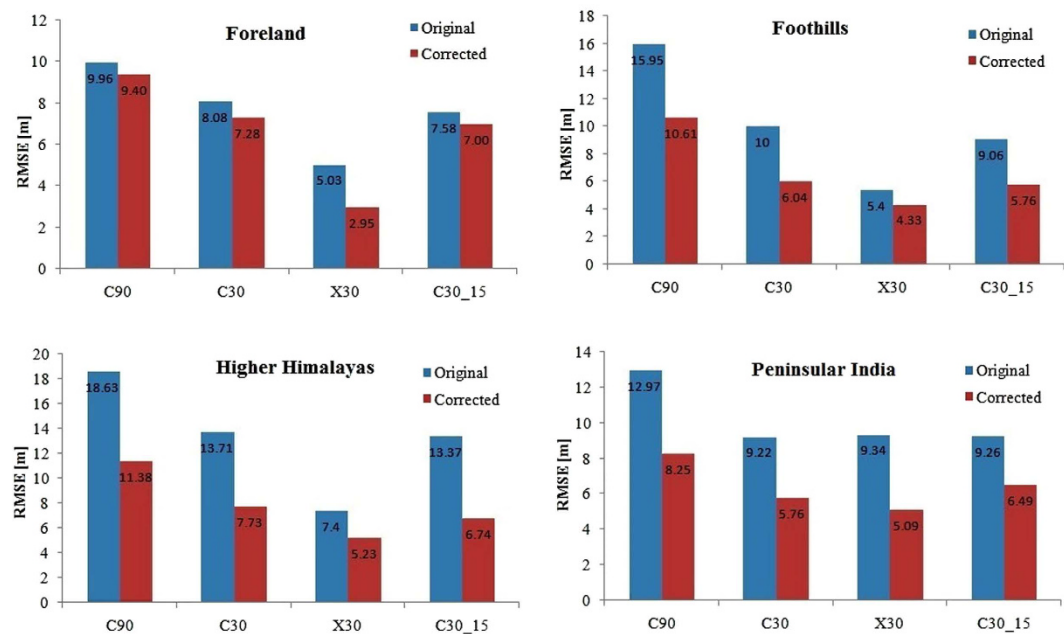 Foreland
Original
Corrected
RMSE [m]
12
10
8
6
4
2
0
9.96
9.40
8.08
7.28
5.03
2.95
7.58
7.00
C90
C30
X30
C30_15
Foothills
Original
Corrected
RMSE [m]
18
16
14
12
10
8
6
4
2
0
15.95
10.61
10
6.04
5.4
4.33
9.06
5.76
C90
C30
X30
C30_15
Higher Himalayas
Original
Corrected
RMSE [m]
20
18
16
14
12
10
8
6
4
2
0
18.63
11.38
13.71
7.73
7.4
5.23
13.37
6.74
C90
C30
X30
C30_15
Peninsular India
Original
Corrected
RMSE [m]
14
12
10
8
6
4
2
0
12.97
8.25
9.22
5.76
9.34
5.09
9.26
6.49
C90
C30
X30
C30_15